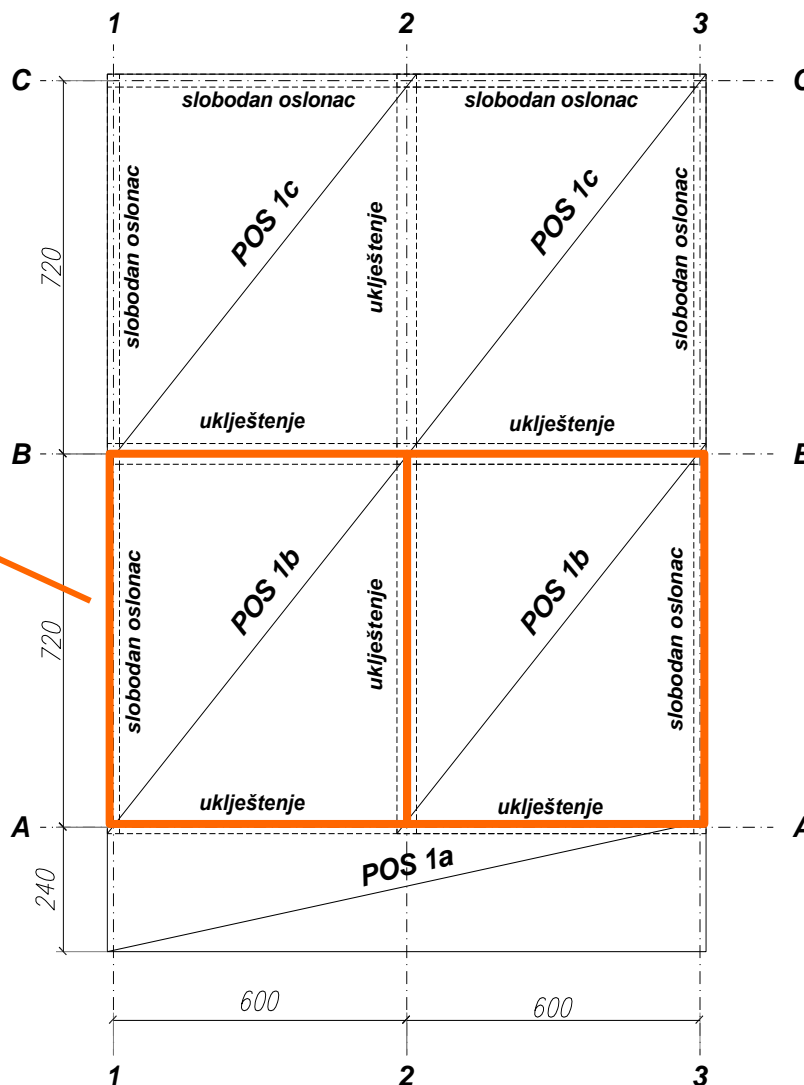 1 2 3
C C
slobodan oslonac slobodan oslonac
slobodan oslonac POS 1c uklještenje POS 1c slobodan oslonac
720
uklještenje uklještenje
B B
slobodan oslonac POS 1b uklještenje POS 1b slobodan oslonac
720
uklještenje uklještenje
A A
POS 1a
240
600 600
1 2 3